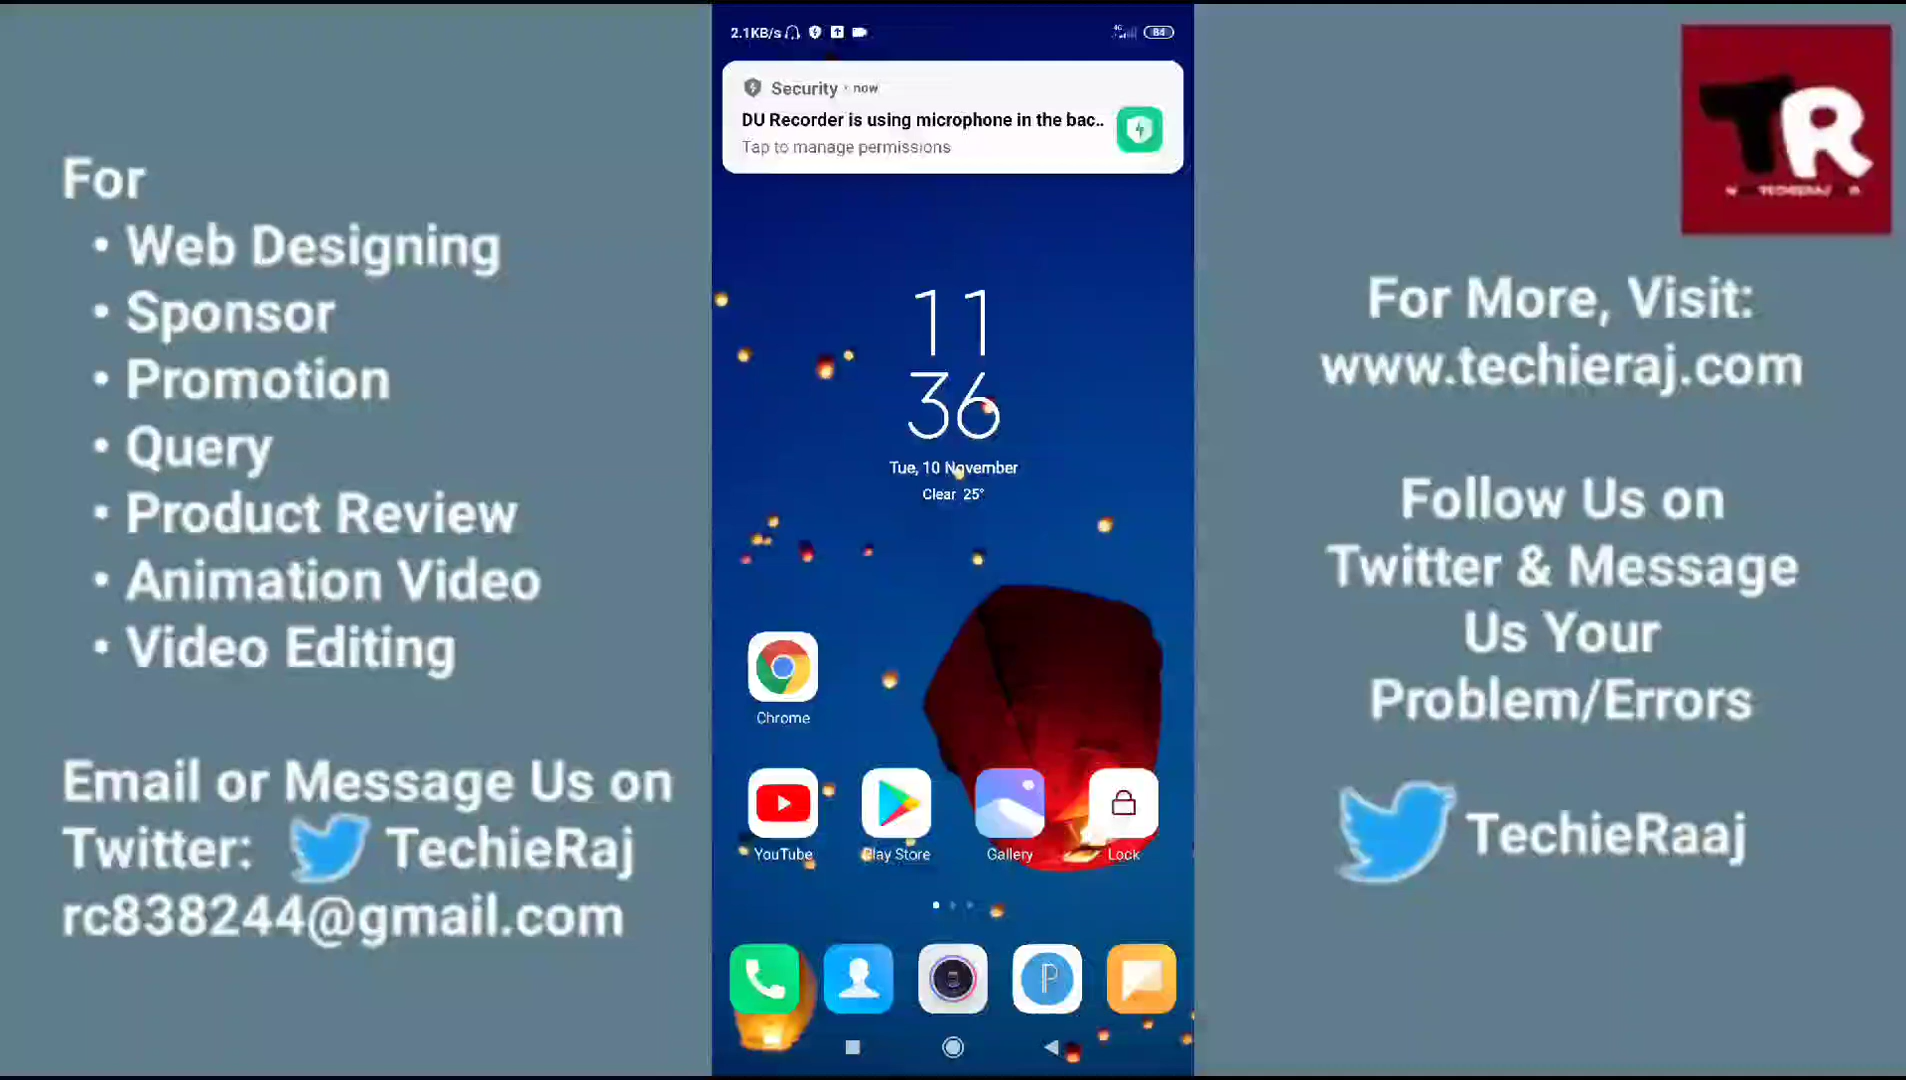 For
• Web Designing
• Sponsor
• Promotion
• Query
• Product Review
• Animation Video
• Video Editing
Email or Message Us on
Twitter: TechieRaj
rc838244@gmail.com
2.1KB/s
4G
84
Security · now
DU Recorder is using microphone in the bac..
Tap to manage permissions
11
36
Tue, 10 November
Clear 25°
Chrome
YouTube
Play Store
Gallery
Lock
P
TR
For More, Visit:
www.techieraj.com
Follow Us on
Twitter & Message
Us Your
Problem/Errors
TechieRaaj